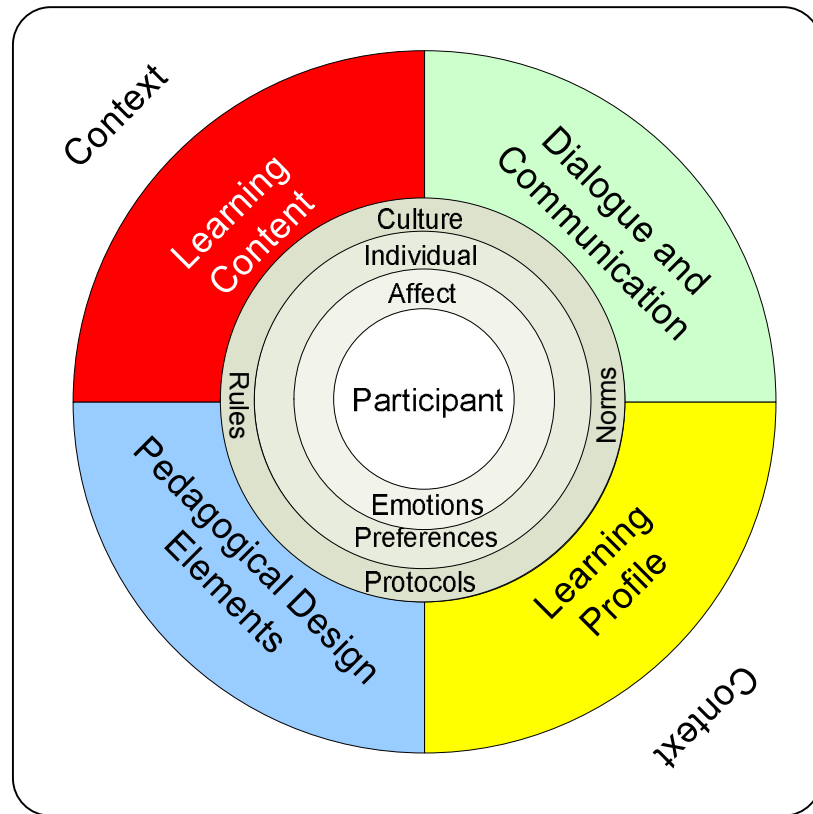 Context
Learning
Content
Dialogue and
Communication
Culture
Individual
Affect
Rules
Participant
Norms
Emotions
Preferences
Protocols
Pedagogical Design
Elements
Learning
Profile
Context